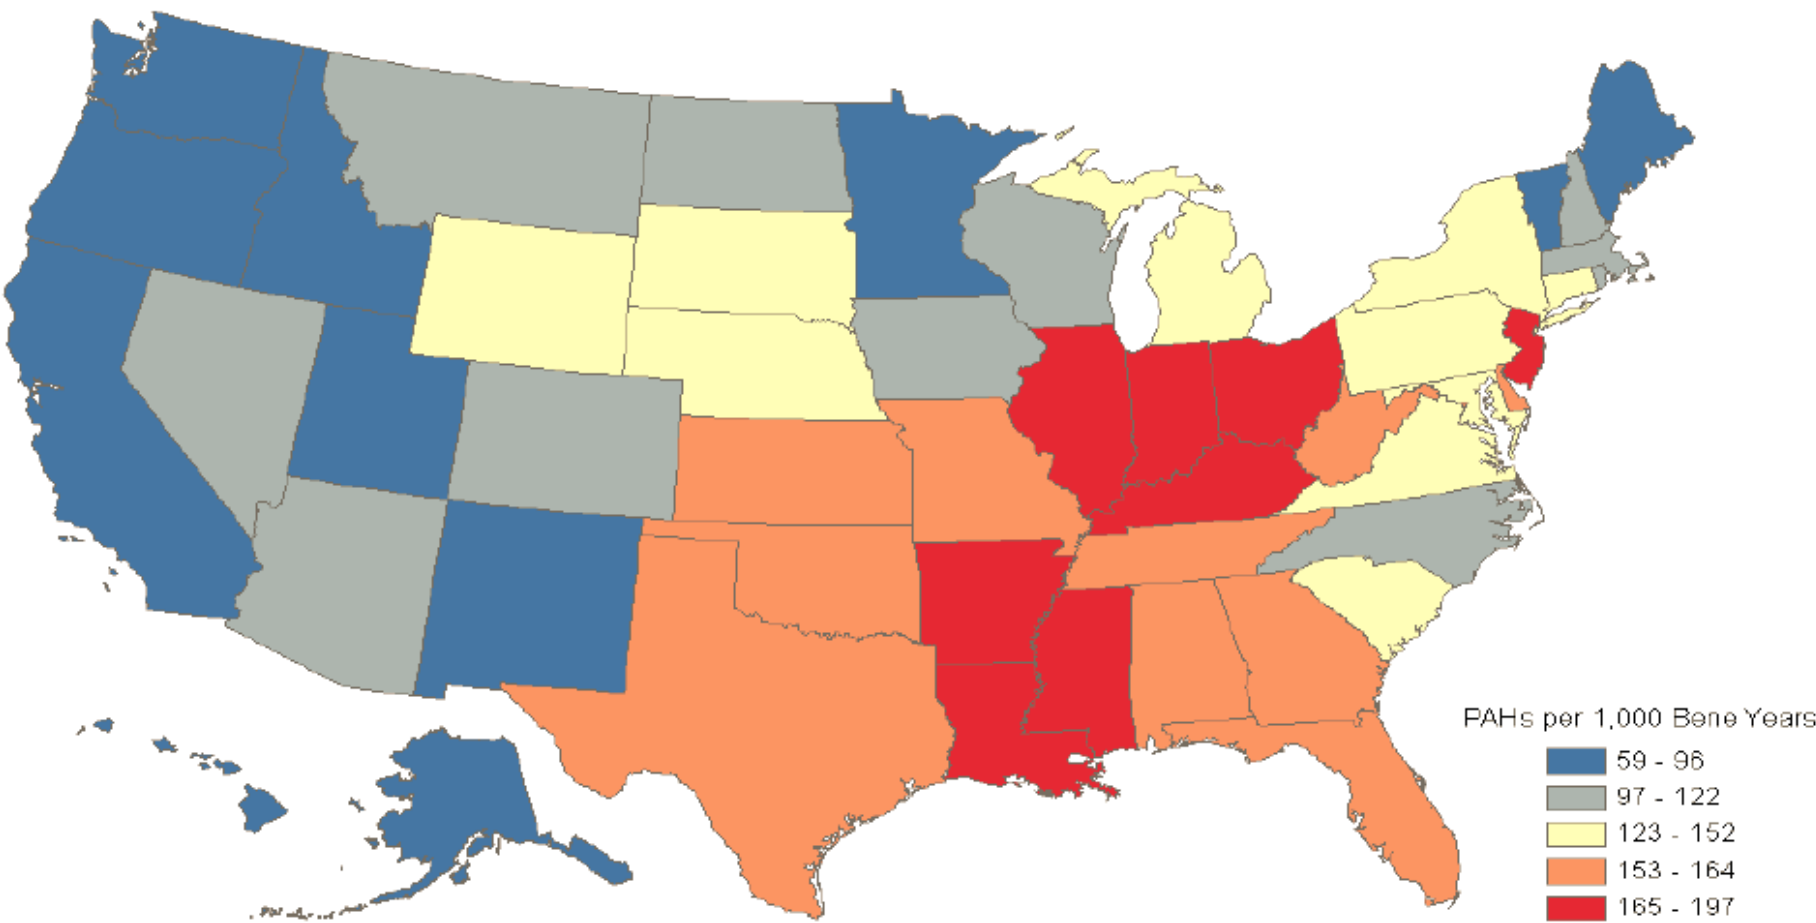 PAHs per 1,000 Bene Years
59 - 96
97 - 122
123 - 152
153 - 164
165 - 197